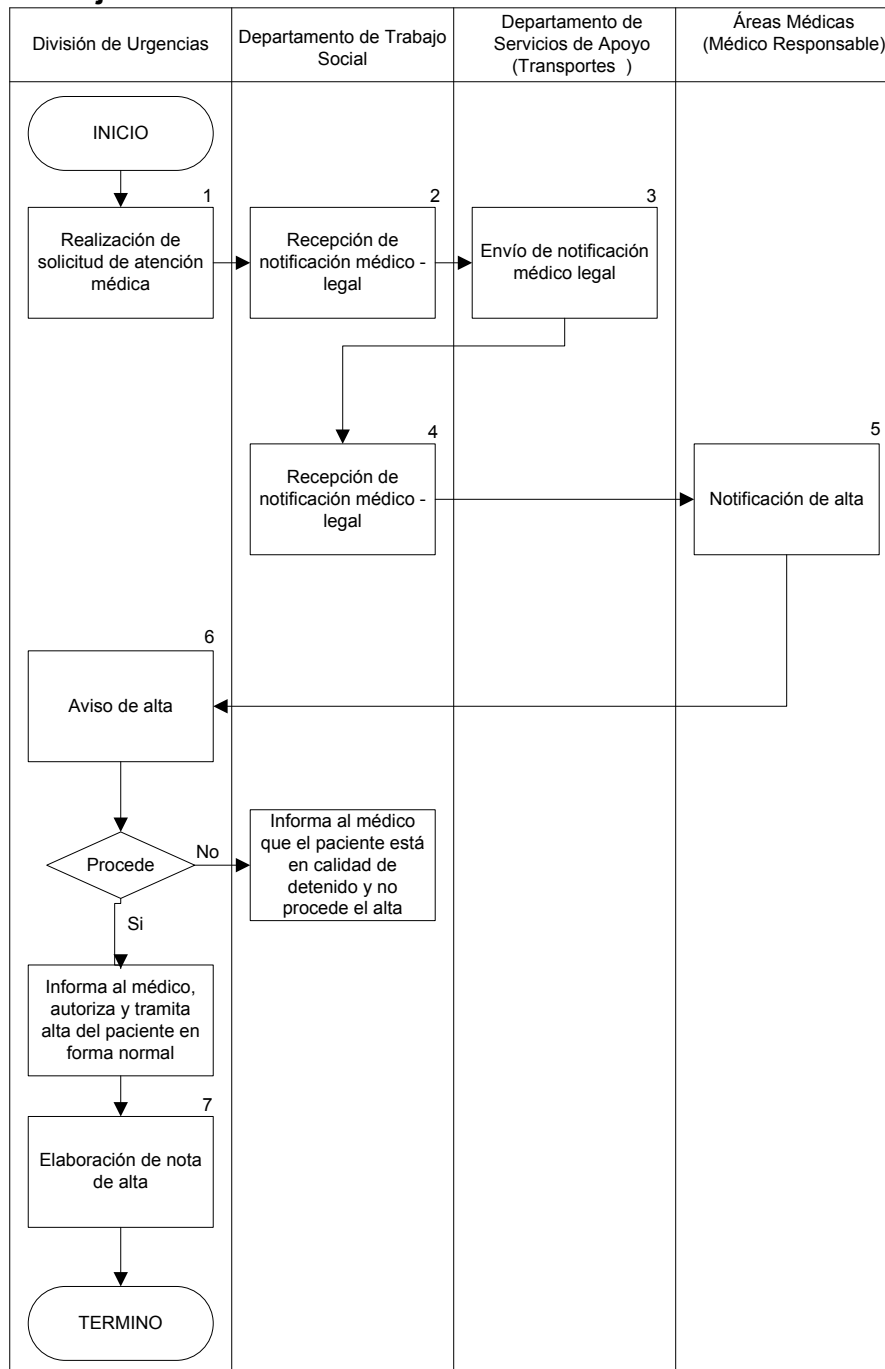 División de Urgencias
Departamento de Trabajo
Social
Departamento de
Servicios de Apoyo
(Transportes )
Áreas Médicas
(Médico Responsable)
INICIO
1
Realización de
solicitud de atención
médica
2
Recepción de
notificación médico -
legal
3
Envío de notificación
médico legal
4
Recepción de
notificación médico -
legal
5
Notificación de alta
6
Aviso de alta
Procede
No
Informa al médico
que el paciente está
en calidad de
detenido y no
procede el alta
Si
Informa al médico,
autoriza y tramita
alta del paciente en
forma normal
7
Elaboración de nota
de alta
TERMINO